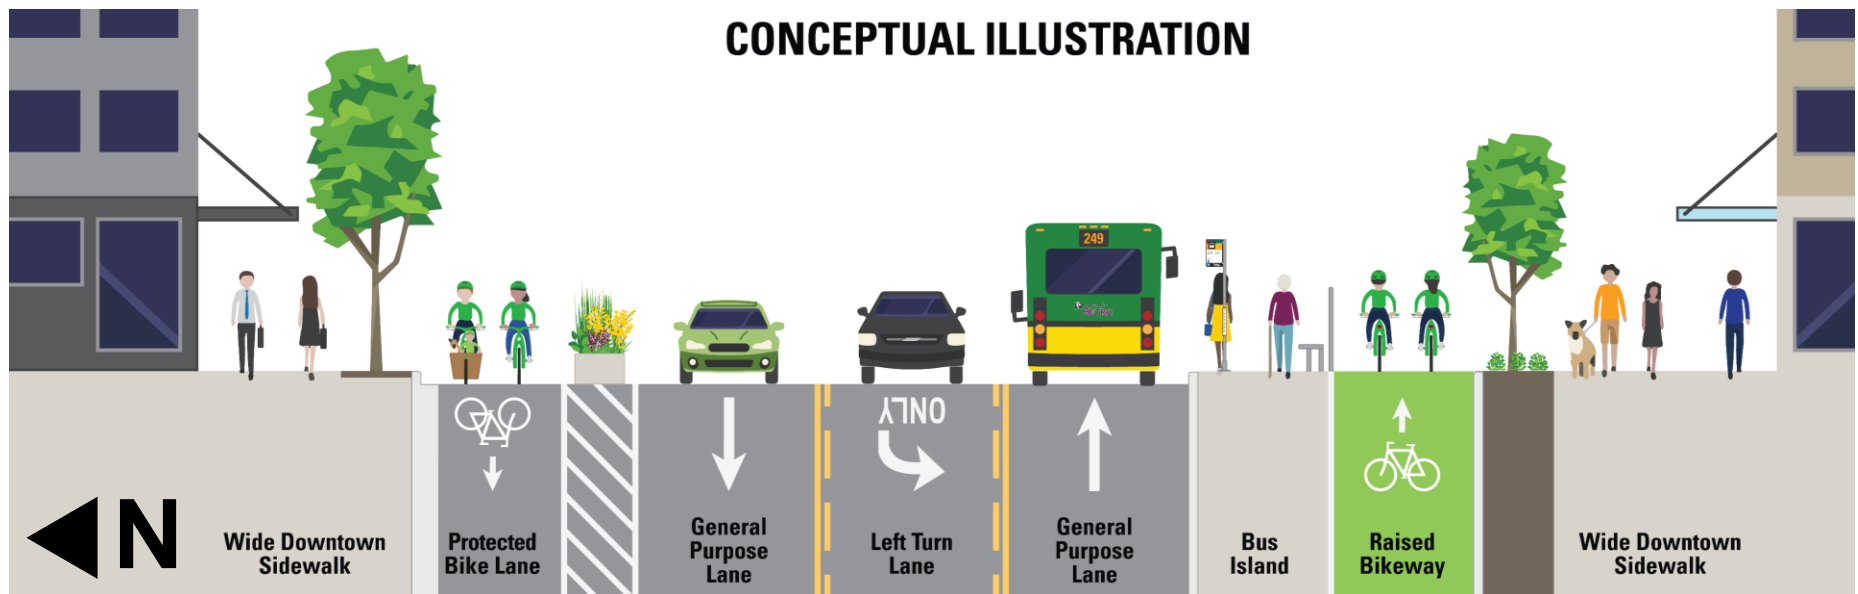 CONCEPTUAL ILLUSTRATION
249
METRO
ONLY
N
Wide Downtown
Sidewalk
Protected
Bike Lane
General
Purpose
Lane
Left Turn
Lane
General
Purpose
Lane
Bus
Island
Raised
Bikeway
Wide Downtown
Sidewalk